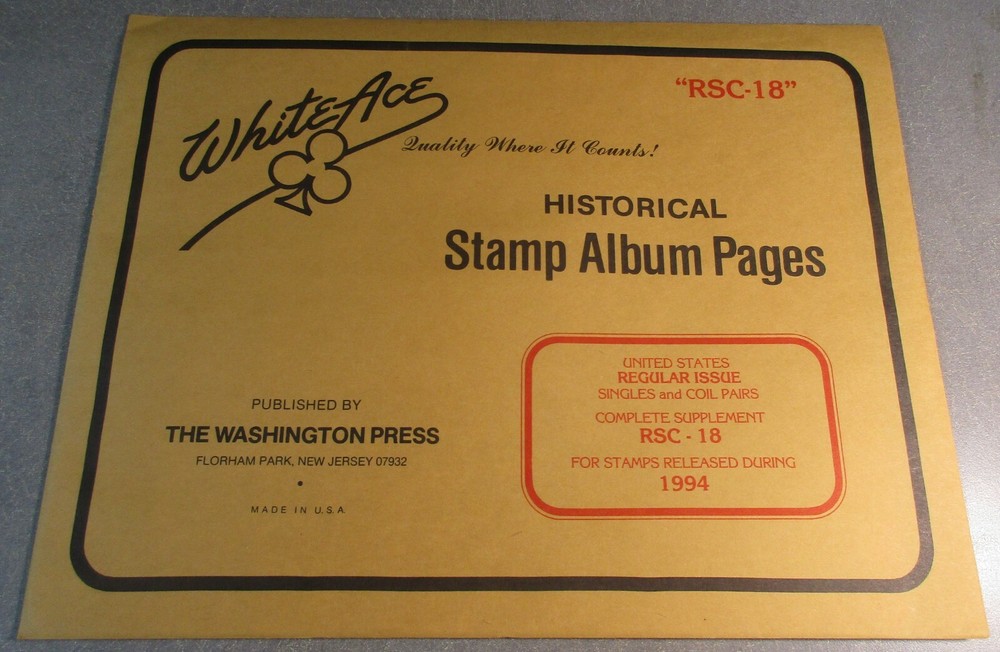 "RSC-18"
White Ace
Quality Where It Counts!
HISTORICAL
Stamp Album Pages
UNITED STATES
REGULAR ISSUE
SINGLES and COIL PAIRS
COMPLETE SUPPLEMENT
RSC - 18
FOR STAMPS RELEASED DURING
1994
PUBLISHED BY
THE WASHINGTON PRESS
FLORHAM PARK, NEW JERSEY 07932
•
MADE IN U.S.A.